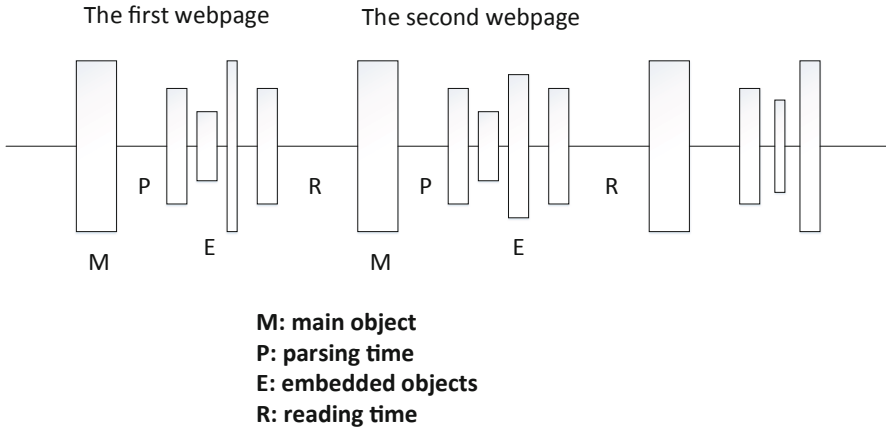 The first webpage
The second webpage
P
R
P
R
M
E
M
E
M: main object
P: parsing time
E: embedded objects
R: reading time